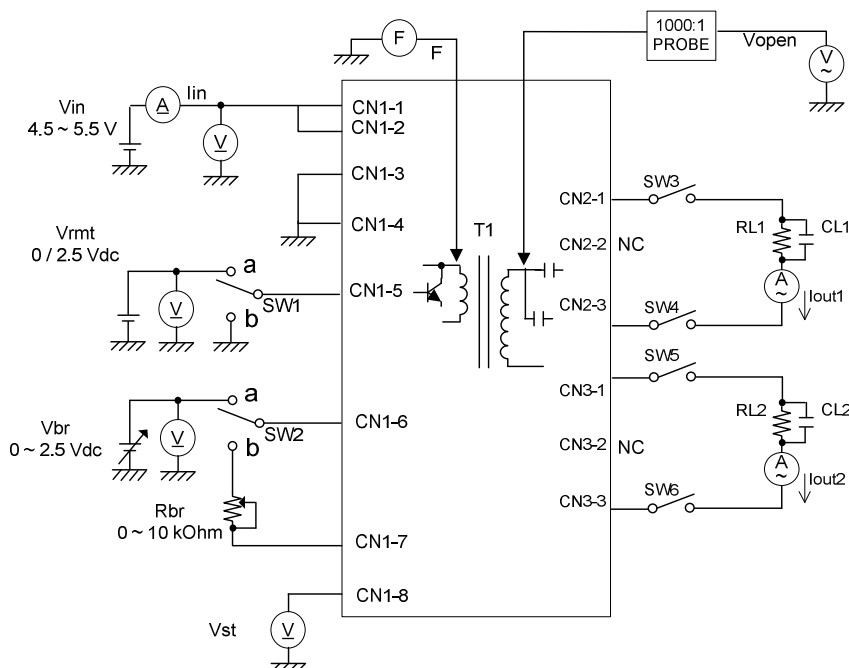 1000:1
PROBE
Vopen
V
~
F
F
Vin
4.5 ~ 5.5 V
A
Iin
V
CN1-1
CN1-2
CN1-3
CN1-4
Vrmt
0 / 2.5 Vdc
V
a
b
SW1
CN1-5
T1
Vbr
0 ~ 2.5 Vdc
V
a
b
SW2
CN1-6
Rbr
0 ~ 10 kOhm
CN1-7
CN1-8
Vst
V
CN2-1
SW3
CN2-2
NC
RL1
CL1
A
~
Iout1
CN2-3
SW4
SW5
CN3-1
CN3-2
NC
RL2
CL2
A
~
Iout2
CN3-3
SW6